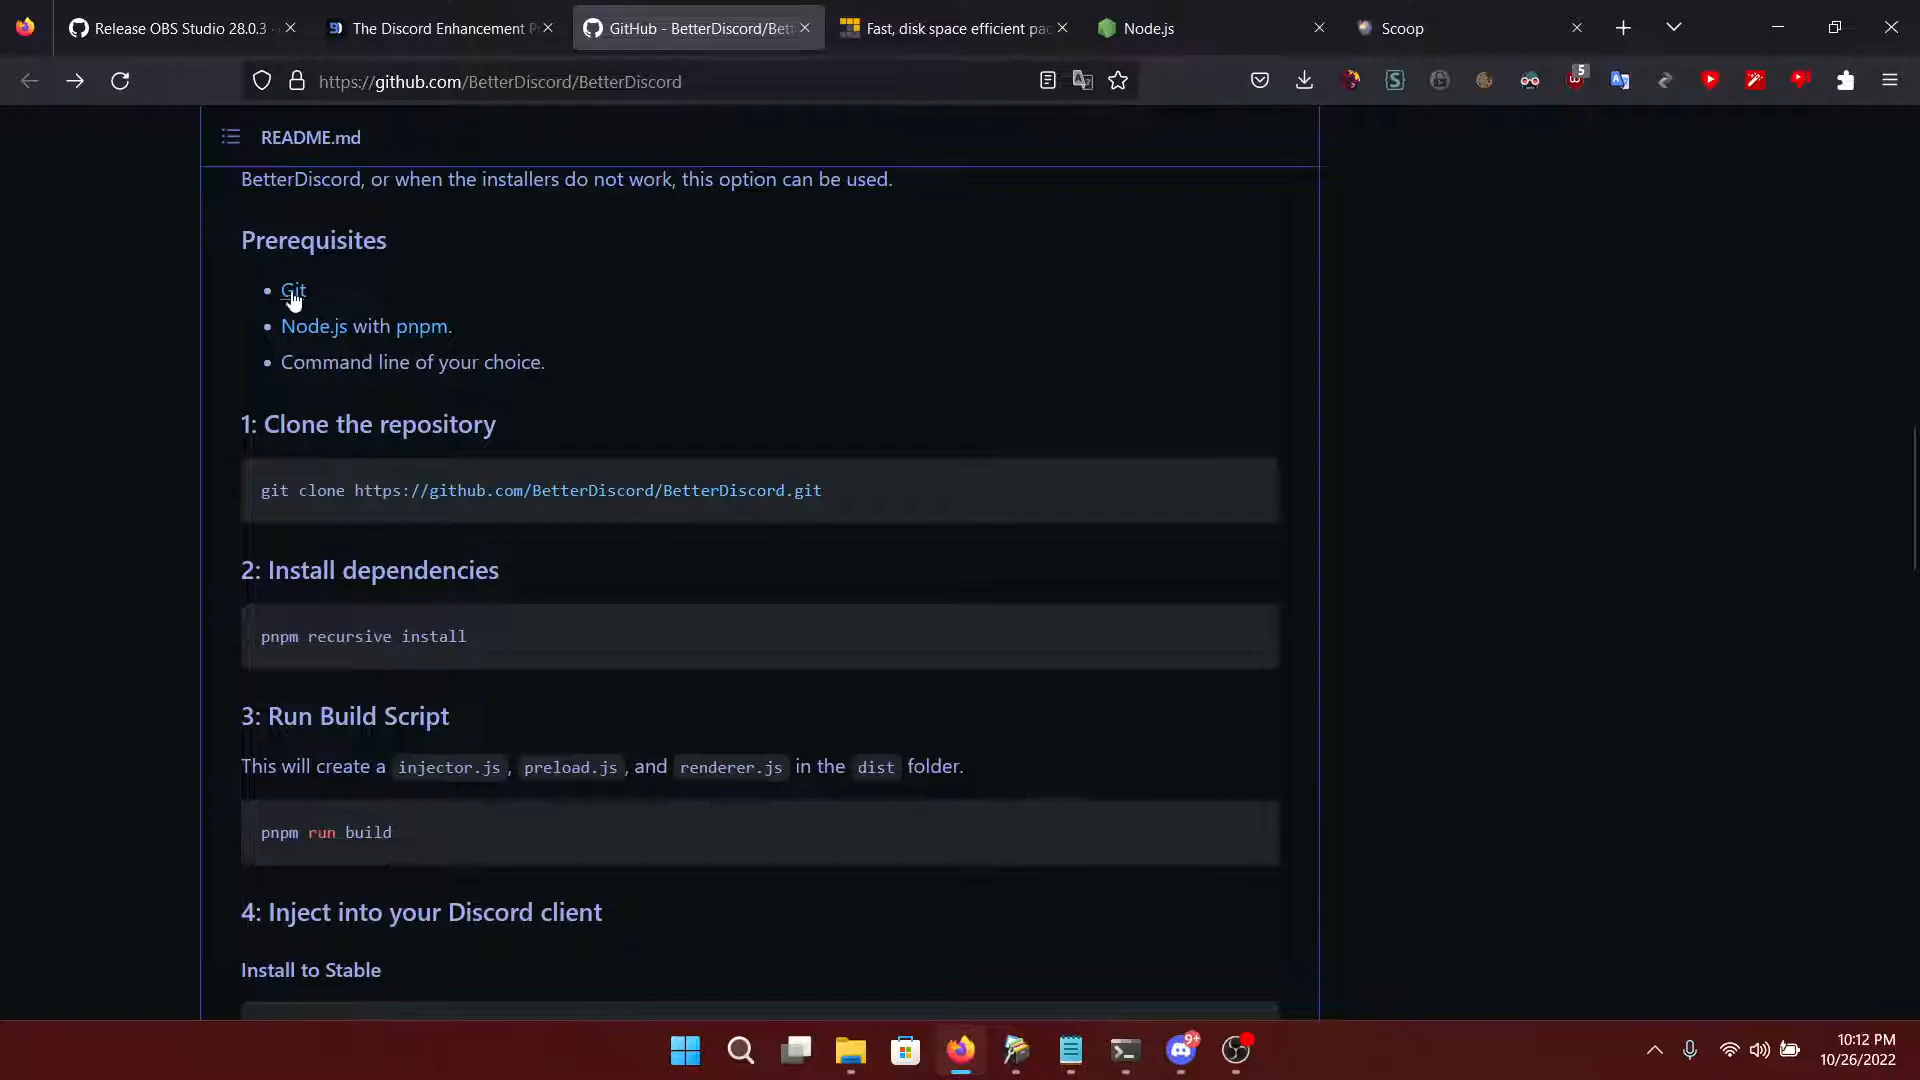 Release OBS Studio 28.0.3 ·
The Discord Enhancement P
GitHub - BetterDiscord/Bett
Fast, disk space efficient pac
Node.js
Scoop
https://github.com/BetterDiscord/BetterDiscord
5
README.md
BetterDiscord, or when the installers do not work, this option can be used.
Prerequisites
• Git
• Node.js with pnpm.
• Command line of your choice.
1: Clone the repository
git clone https://github.com/BetterDiscord/BetterDiscord.git
2: Install dependencies
pnpm recursive install
3: Run Build Script
This will create a injector.js, preload.js, and renderer.js in the dist folder.
pnpm run build
4: Inject into your Discord client
Install to Stable
9+
10:12 PM
10/26/2022